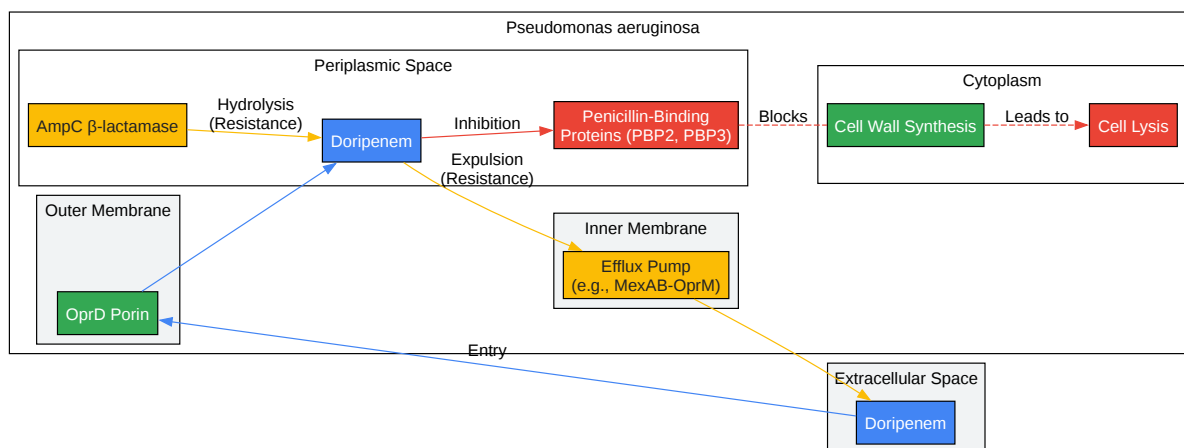 Pseudomonas aeruginosa
Periplasmic Space
Cytoplasm
AmpC β-lactamase
Hydrolysis
(Resistance)
Doripenem
Inhibition
Penicillin-Binding
Proteins (PBP2, PBP3)
Blocks
Cell Wall Synthesis
Leads to
Cell Lysis
Expulsion
(Resistance)
Outer Membrane
OprD Porin
Inner Membrane
Efflux Pump
(e.g., MexAB-OprM)
Entry
Extracellular Space
Doripenem